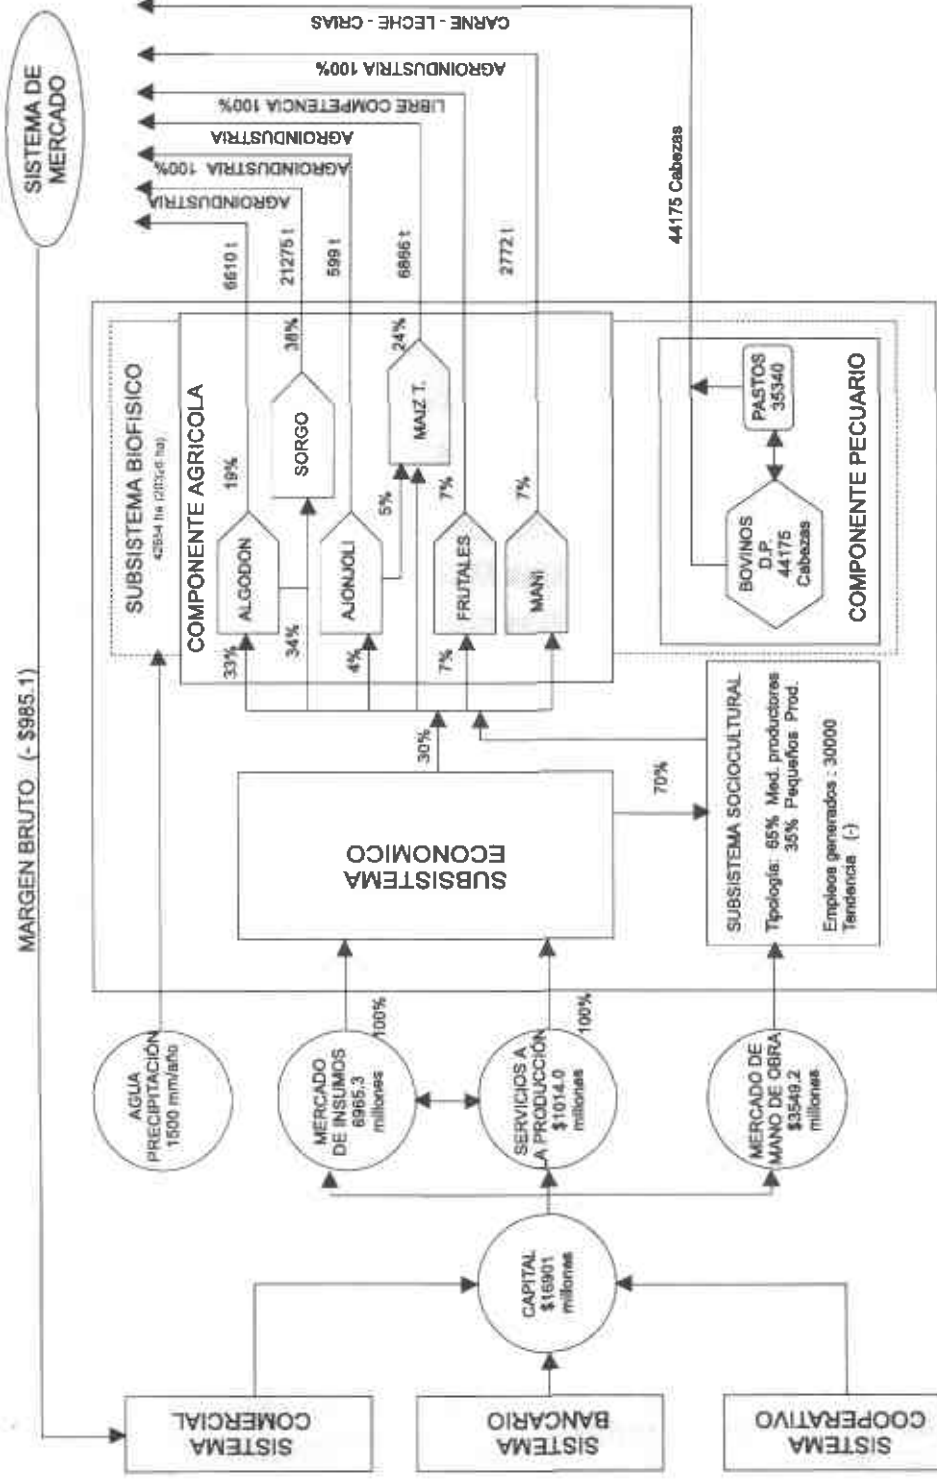 MARGEN BRUTO (- $985.1)
SISTEMA DE
MERCADO
SISTEMA
COMERCIAL
SISTEMA
BANCARIO
SISTEMA
COOPERATIVO
CAPITAL
$16901
millones
AGUA
PRECIPITACIÓN
1500 mm/año
MERCADO
DE INSUMOS
6965.3
millones
100%
SERVICIOS A
A PRODUCCIÓN
$1014.0
millones
100%
MERCADO DE
MANO DE OBRA
$3549.2
millones
SUBSISTEMA
ECONOMICO
30%
70%
SUBSISTEMA SOCIOCULTURAL
Tipología: 65% Med. productores
35% Pequeños Prod.
Empleos generados : 30000
Tendencia (-)
SUBSISTEMA BIOFISICO
COMPONENTE AGRICOLA
33%
ALGODON
19%
34%
SORGO
38%
4%
AJONJOLI
5%
MAIZ T.
24%
7%
FRUTALES
7%
MANI
7%
COMPONENTE PECUARIO
BOVINOS
D.P.
44175
Cabezas
PASTOS
35340
6610 t
21275 t
599 t
6866 t
2772 t
44175 Cabezas
AGROINDUSTRIA
AGROINDUSTRIA 100%
AGROINDUSTRIA
LIBRE COMPETENCIA 100%
AGROINDUSTRIA 100%
CARNE - LECHE - CRIAS